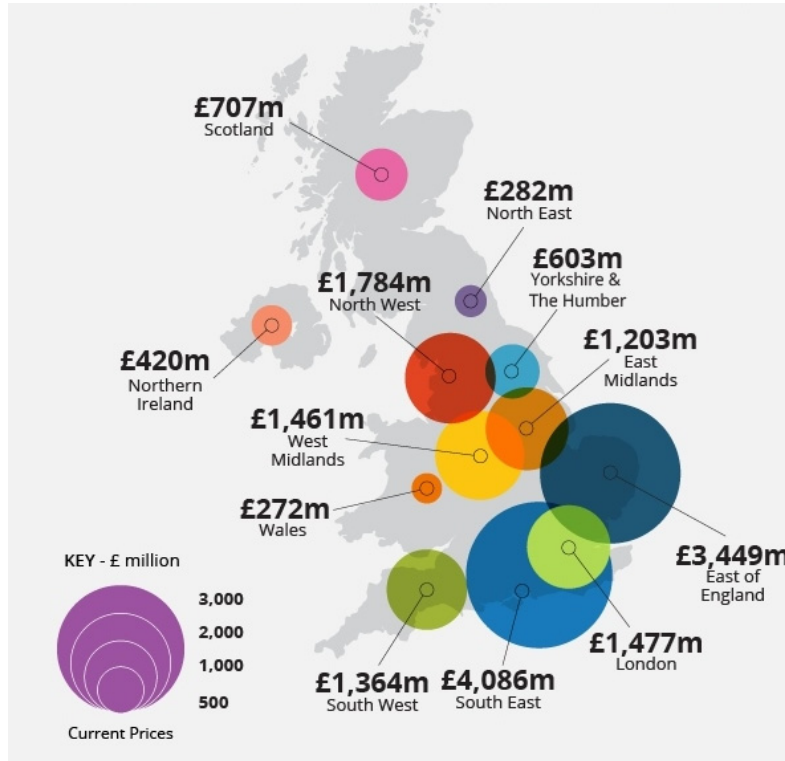 £707m
Scotland
£282m
North East
£603m
Yorkshire &
The Humber
£1,784m
North West
£1,203m
East
Midlands
£420m
Northern
Ireland
£1,461m
West
Midlands
£272m
Wales
£3,449m
East of
England
£1,477m
London
£1,364m
South West
£4,086m
South East
KEY - £ million
3,000
2,000
1,000
500
Current Prices